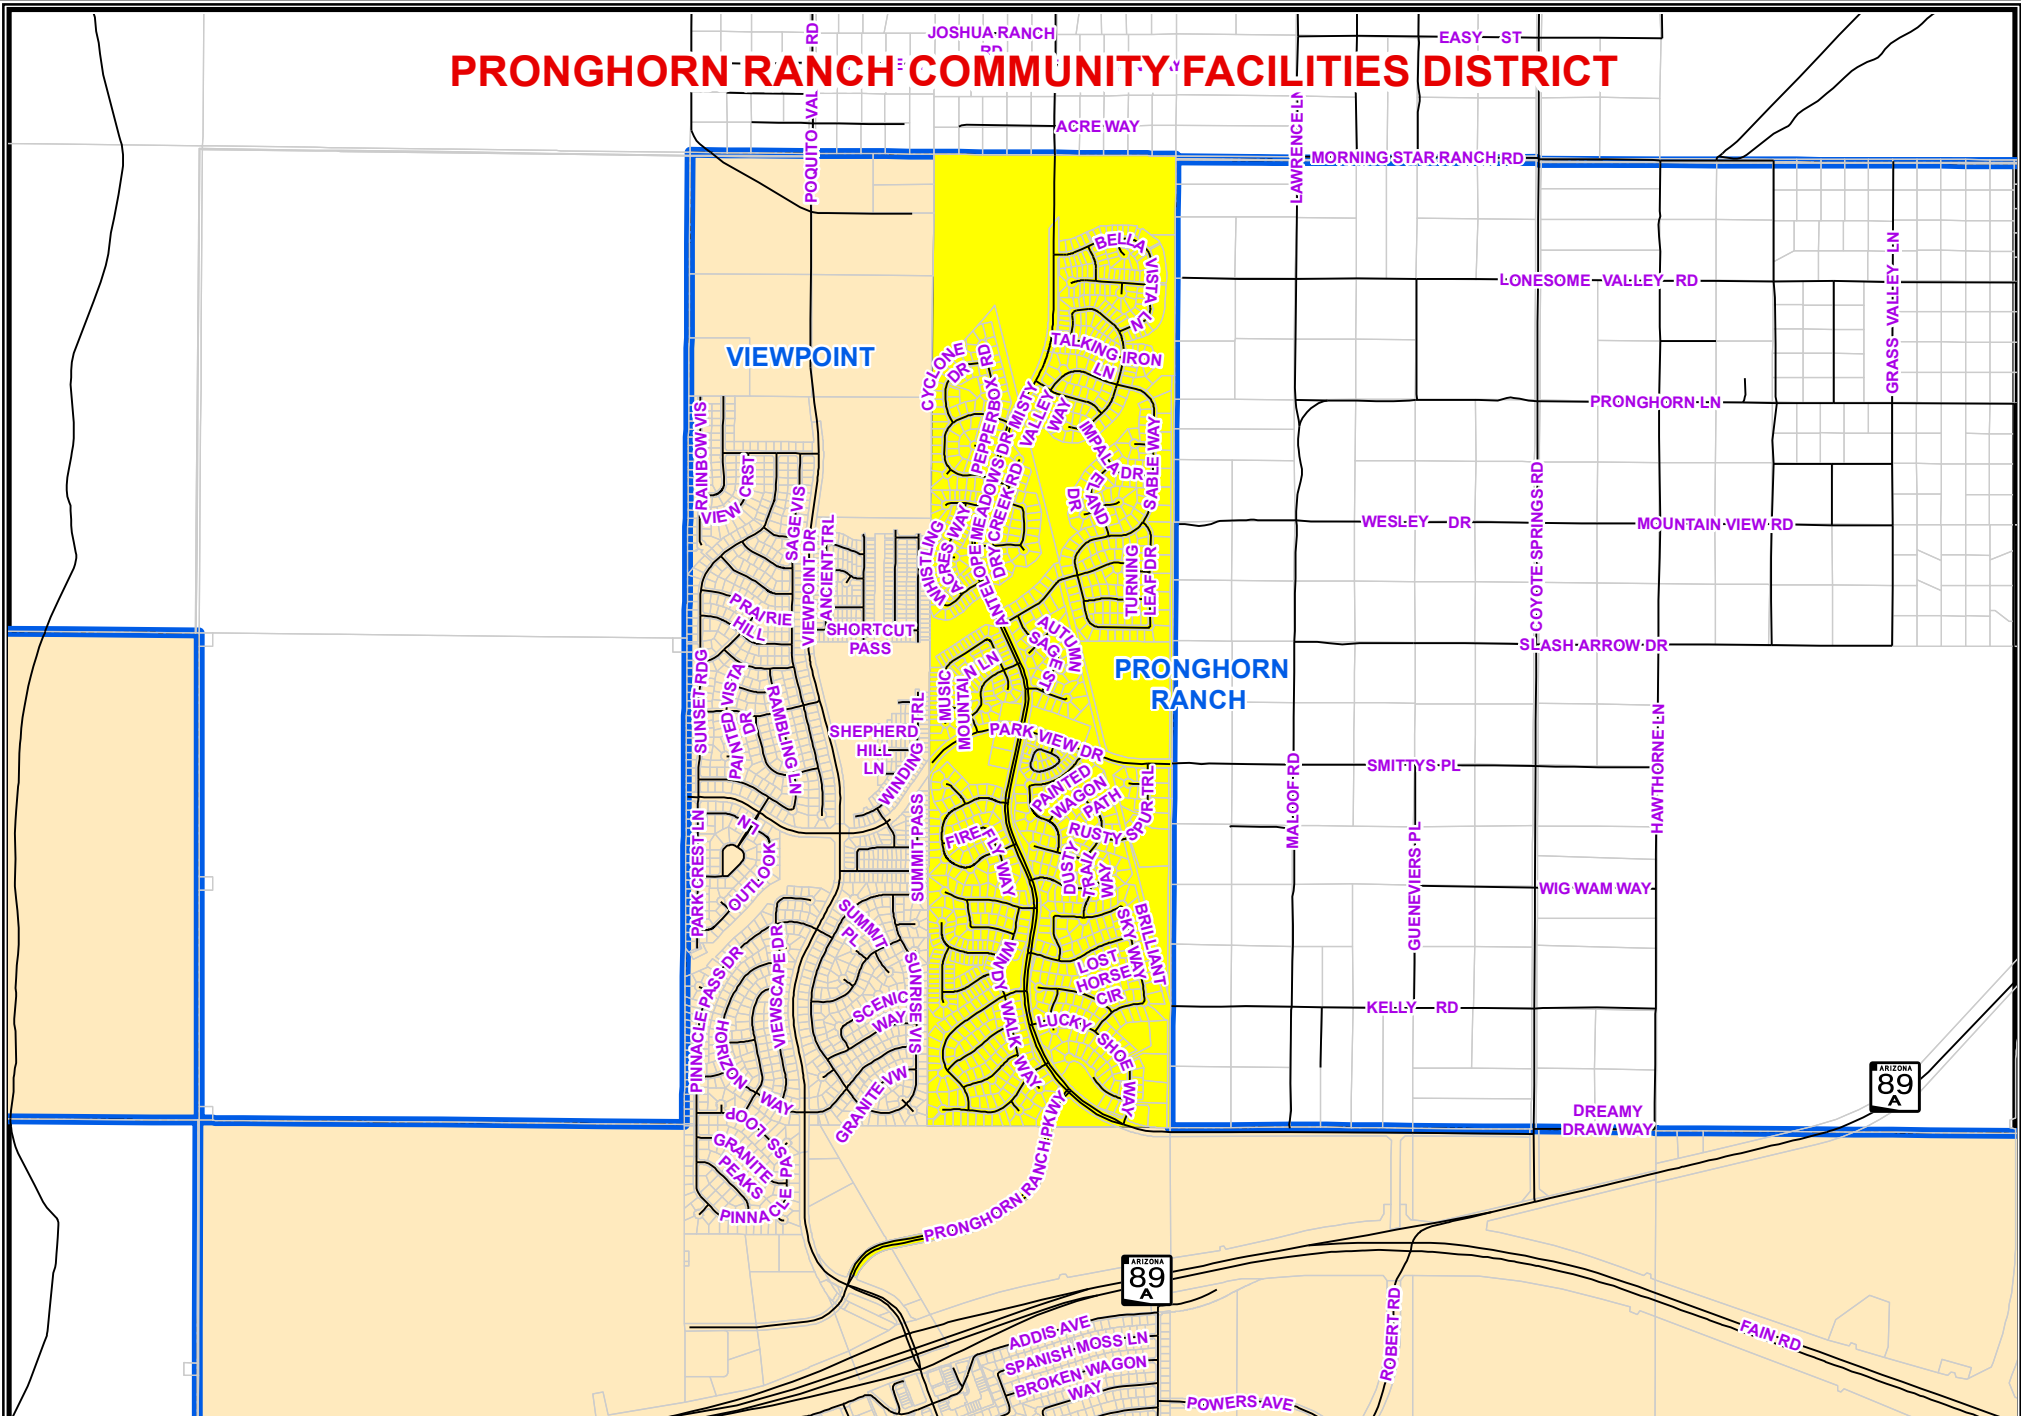 JOSHUA RANCH
RD
EASY ST
PRONGHORN RANCH COMMUNITY FACILITIES DISTRICT
POQUITO VAL RD
ACRE WAY
LAWRENCE LN
MORNING STAR RANCH RD
BELLA
VISTA
LN
LONESOME VALLEY RD
GRASS VALLEY LN
VIEWPOINT
CYCLONE
DR
PEPPERBOX RD
TALKING IRON
LN
MISTY
VALLEY
WAY
PRONGHORN LN
RAINBOW VIS
VIEW CRST
SAGE VIS
VIEWPOINT DR
ANCIENT TRL
IMPALA DR
SABLE WAY
ELAND
DR
WHISTLING
ACRES WAY
ANTELOPE MEADOWS DR
DRY CREEK RD
WESLEY DR
COYOTE SPRINGS RD
MOUNTAIN VIEW RD
TURNING
LEAF DR
PRAIRIE
HILL
SHORTCUT
PASS
AUTUMN
SAGE ST
SLASH ARROW DR
PRONGHORN
RANCH
SUNSET RDG
PAINTED VISTA
DR
RAMBLING LN
MUSIC
MOUNTAIN LN
SHEPHERD
HILL
LN
WINDING TRL
PARK VIEW DR
SMITTYS PL
MALOOF RD
HAWTHORNE LN
PAINTED
WAGON
PATH
RUSTY SPUR TRL
PARK CREST LN
OUTLOOK
LN
SUMMIT PASS
FIRE FLY WAY
DUSTY
TRAIL
WAY
GUENEVIERS PL
WIG WAM WAY
SUMMIT
PL
BRILLIANT
SKY WAY
PINNACLE PASS DR
VIEWSCAPE DR
SUNRISE VIS
WINDY WALK WAY
LOST
HORSE
CIR
SCENIC
WAY
KELLY RD
HORIZON WAY
LUCKY SHOE WAY
GRANITE VW
ARIZONA
89
A
DREAMY
DRAW WAY
PINNACLE PASS LOOP
GRANITE
PEAKS
PRONGHORN RANCH PKWY
ARIZONA
89
A
ROBERT RD
FAIN RD
ADDIS AVE
SPANISH MOSS LN
BROKEN WAGON
WAY
POWERS AVE